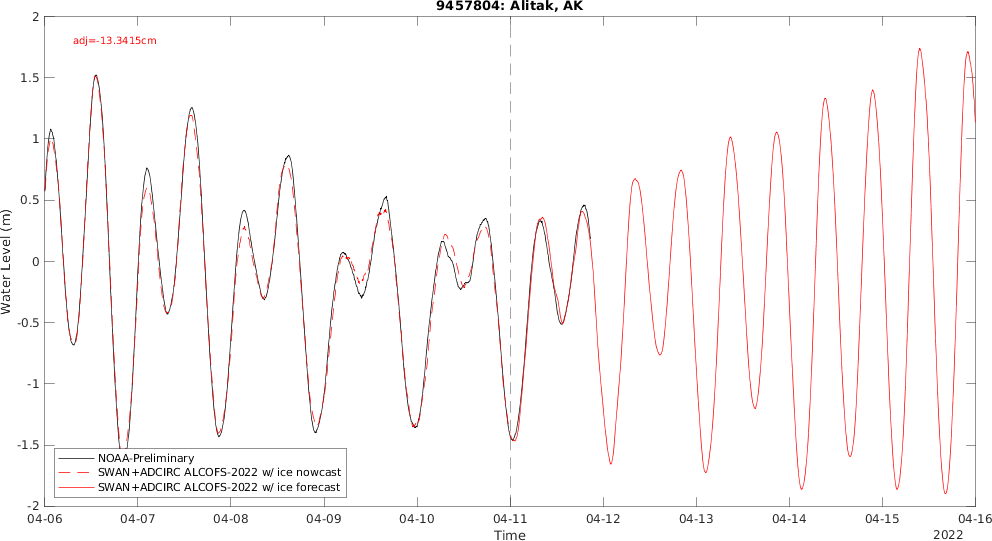 9457804: Alitak, AK
adj=-13.3415cm
Water Level (m)
2
1.5
1
0.5
0
-0.5
-1
-1.5
-2
NOAA-Preliminary
SWAN+ADCIRC ALCOFS-2022 w/ ice nowcast
SWAN+ADCIRC ALCOFS-2022 w/ ice forecast
04-06 04-07 04-08 04-09 04-10 04-11 04-12 04-13 04-14 04-15 04-16
Time
2022